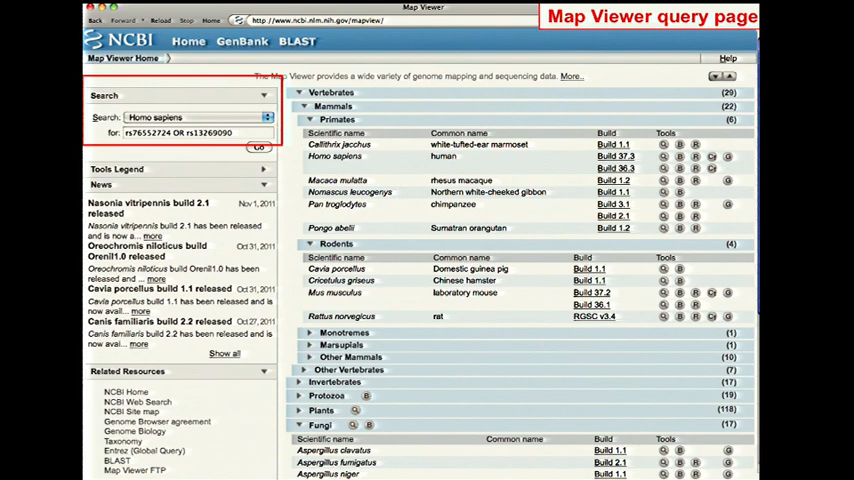 Map Viewer
Map Viewer query page
Back Forward Stop Home http://www.ncbi.nlm.nih.gov/mapview/
NCBI Home GenBank BLAST
Map Viewer Home Help
The Map Viewer provides a wide variety of genome mapping and sequencing data. More..
Search
Search: Homo sapiens
for: rs76552724 OR rs13269090
Go
Tools Legend
News
Nasonia vitripennis build 2.1 released Nov 1, 2011
Nasonia vitripennis build 2.1 released
and is now a... more
Oreochromis niloticus build Orenil1.0 released Oct 31, 2011
Oreochromis niloticus build Orenil1.0 has been
released and ... more
Cavia porcellus build 1.1 released Oct 31, 2011
Cavia porcellus build 1.1 released and is
now avail... more
Canis familiaris build 2.2 released Oct 27, 2011
Canis familiaris build 2.2 released and is
now avai... more
Show all
Related Resources
NCBI Home
NCBI Web Search
NCBI Site map
Genome Browser agreement
Genome Biology
Taxonomy
Entrez (Global Query)
BLAST
Map Viewer FTP
Vertebrates (29)
Mammals (22)
Primates (6)
Scientific name Common name Build Tools
Callithrix jacchus white-tufted-ear marmoset Build 1.1 B R
Homo sapiens human Build 37.3 B R Cr G
Build 36.3 B R Cr
Macaca mulatta rhesus macaque Build 1.2 B R G
Nomascus leucogenys Northern white-cheeked gibbon Build 1.1 B R
Pan troglodytes chimpanzee Build 3.1 B R G
Build 2.1 B R
Pongo abelii Sumatran orangutan Build 1.2 B R
Rodents (4)
Scientific name Common name Build Tools
Cavia porcellus Domestic guinea pig Build 1.1 B
Cricetulus griseus Chinese hamster Build 1.1 B
Mus musculus laboratory mouse Build 37.2 B R Cr G
Build 36.1 B R
Rattus norvegicus rat RGSC v3.4 B R Cr G
Monotremes (1)
Marsupials (1)
Other Mammals (10)
Other Vertebrates (7)
Invertebrates (17)
Protozoa B (19)
Plants (118)
Fungi B (17)
Scientific name Common name Build Tools
Aspergillus clavatus Build 1.1 B G
Aspergillus fumigatus Build 2.1 B R G
Aspergillus niger Build 1.1 B R G